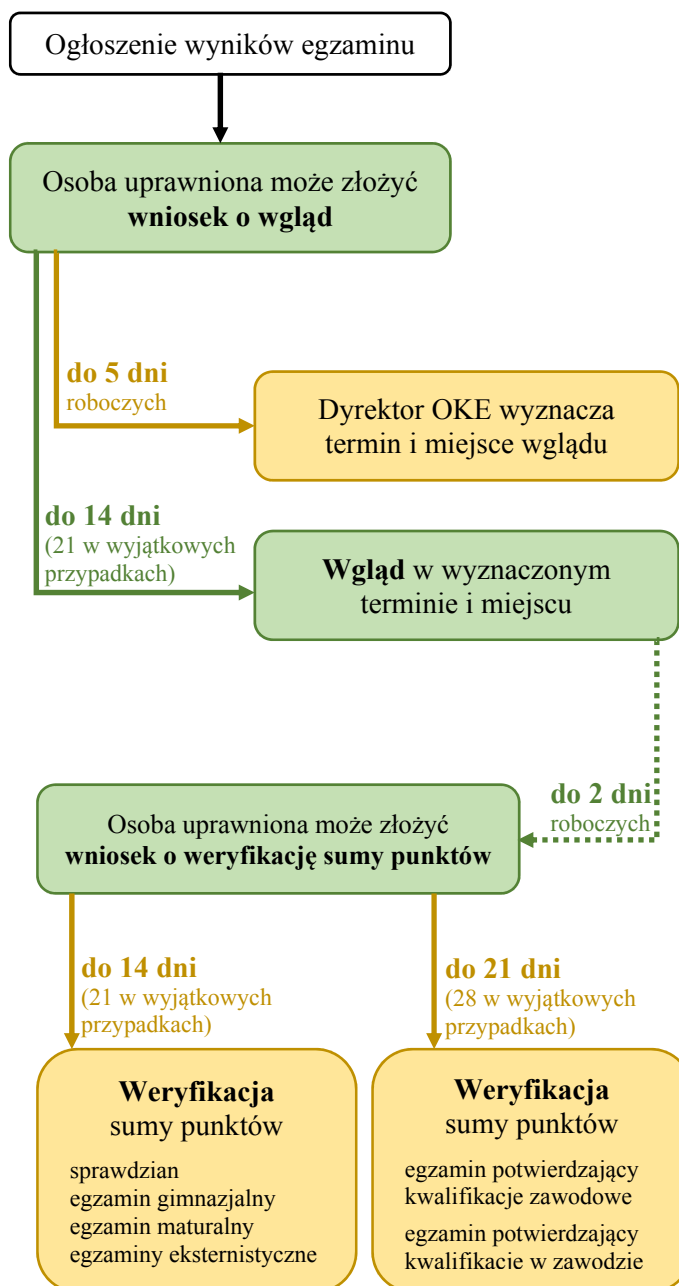 Ogłoszenie wyników egzaminu
Osoba uprawniona może złożyć
wniosek o wgląd
do 5 dni
roboczych
Dyrektor OKE wyznacza
termin i miejsce wglądu
do 14 dni
(21 w wyjątkowych
przypadkach)
Wgląd w wyznaczonym
terminie i miejscu
do 2 dni
roboczych
Osoba uprawniona może złożyć
wniosek o weryfikację sumy punktów
do 14 dni
(21 w wyjątkowych
przypadkach)
do 21 dni
(28 w wyjątkowych
przypadkach)
Weryfikacja
sumy punktów
sprawdzian
egzamin gimnazjalny
egzamin maturalny
egzaminy eksternistyczne
Weryfikacja
sumy punktów
egzamin potwierdzający
kwalifikacje zawodowe
egzamin potwierdzający
kwalifikacie w zawodzie